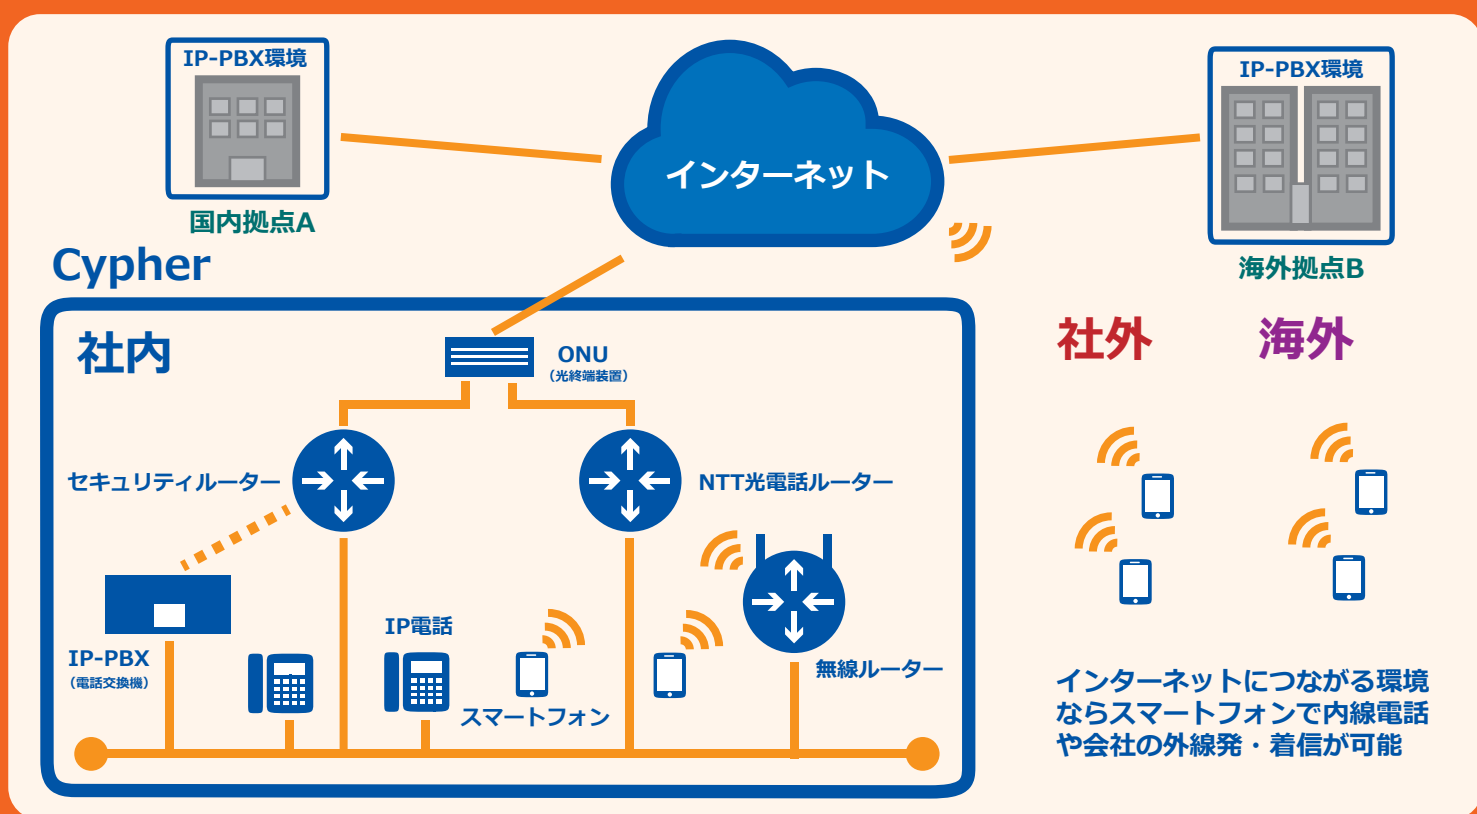 IP-PBX環境
国内拠点A
インターネット
IP-PBX環境
海外拠点B
Cypher
社内
ONU
（光終端装置）
セキュリティルーター
NTT光電話ルーター
IP-PBX
（電話交換機）
IP電話
スマートフォン
無線ルーター
社外
海外
インターネットにつながる環境
ならスマートフォンで内線電話
や会社の外線発・着信が可能